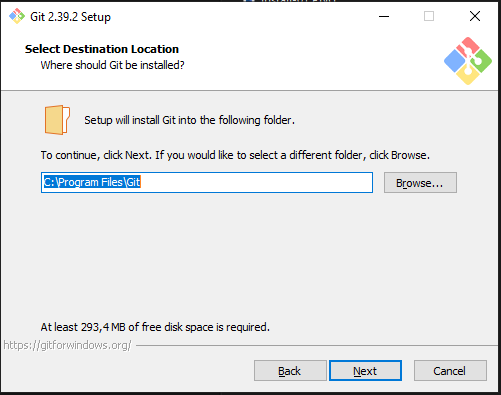 Git 2.39.2 Setup
Select Destination Location
Where should Git be installed?
Setup will install Git into the following folder.
To continue, click Next. If you would like to select a different folder, click Browse.
C:\Program Files\Git
Browse...
At least 293,4 MB of free disk space is required.
https://gitforwindows.org/
Back
Next
Cancel